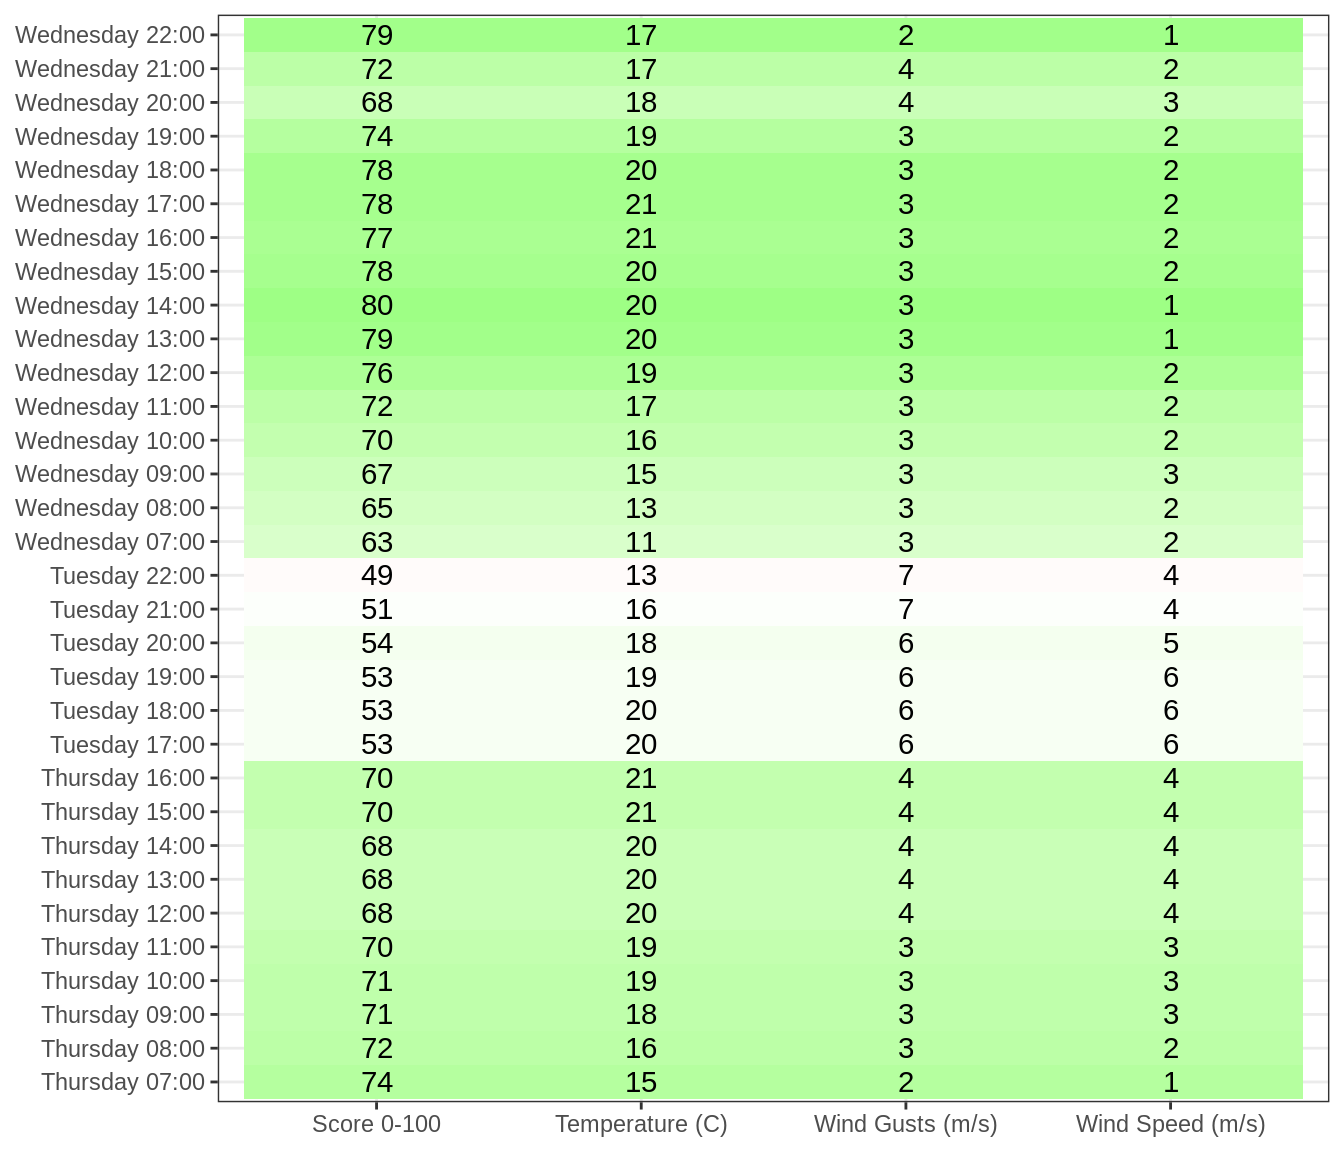 Wednesday 22:00 79 17 2 1
Wednesday 21:00 72 17 4 2
Wednesday 20:00 68 18 4 3
Wednesday 19:00 74 19 3 2
Wednesday 18:00 78 20 3 2
Wednesday 17:00 78 21 3 2
Wednesday 16:00 77 21 3 2
Wednesday 15:00 78 20 3 2
Wednesday 14:00 80 20 3 1
Wednesday 13:00 79 20 3 1
Wednesday 12:00 76 19 3 2
Wednesday 11:00 72 17 3 2
Wednesday 10:00 70 16 3 2
Wednesday 09:00 67 15 3 3
Wednesday 08:00 65 13 3 2
Wednesday 07:00 63 11 3 2
Tuesday 22:00 49 13 7 4
Tuesday 21:00 51 16 7 4
Tuesday 20:00 54 18 6 5
Tuesday 19:00 53 19 6 6
Tuesday 18:00 53 20 6 6
Tuesday 17:00 53 20 6 6
Thursday 16:00 70 21 4 4
Thursday 15:00 70 21 4 4
Thursday 14:00 68 20 4 4
Thursday 13:00 68 20 4 4
Thursday 12:00 68 20 4 4
Thursday 11:00 70 19 3 3
Thursday 10:00 71 19 3 3
Thursday 09:00 71 18 3 3
Thursday 08:00 72 16 3 2
Thursday 07:00 74 15 2 1
Score 0-100 Temperature (C) Wind Gusts (m/s) Wind Speed (m/s)